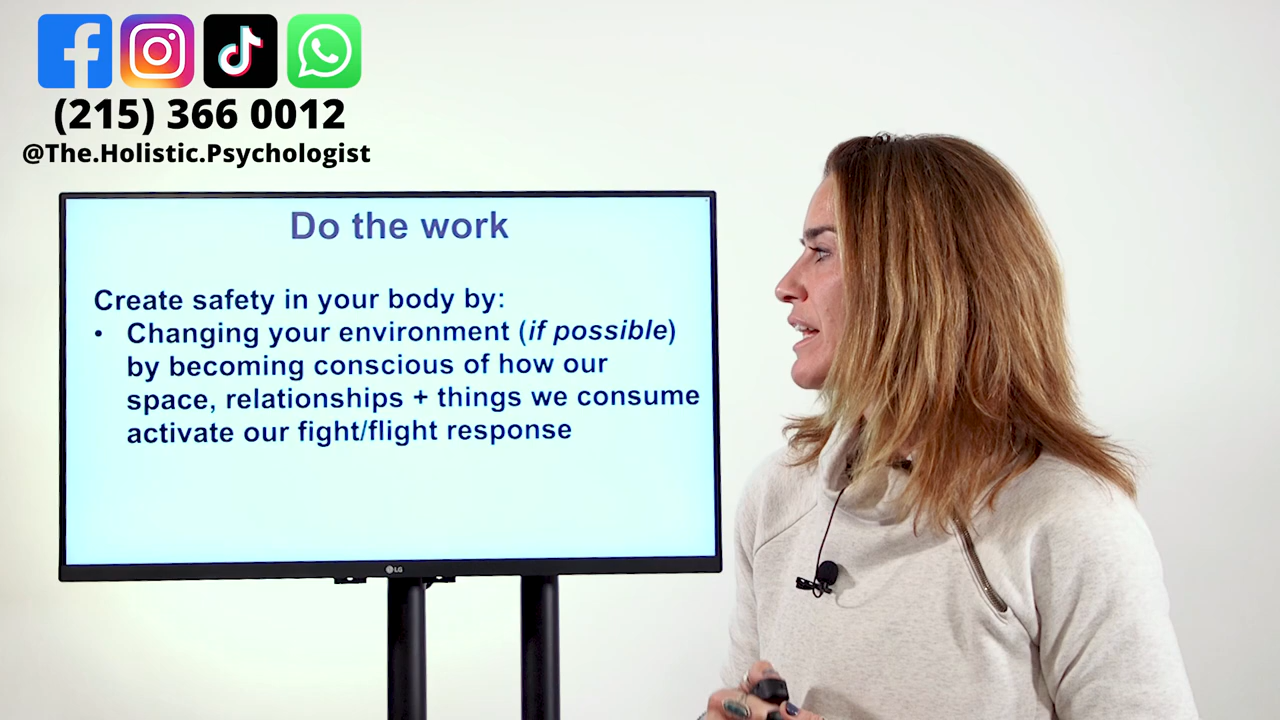 (215) 366 0012
@The.Holistic.Psychologist
Do the work
Create safety in your body by:
• Changing your environment (if possible)
by becoming conscious of how our
space, relationships + things we consume
activate our fight/flight response
LG